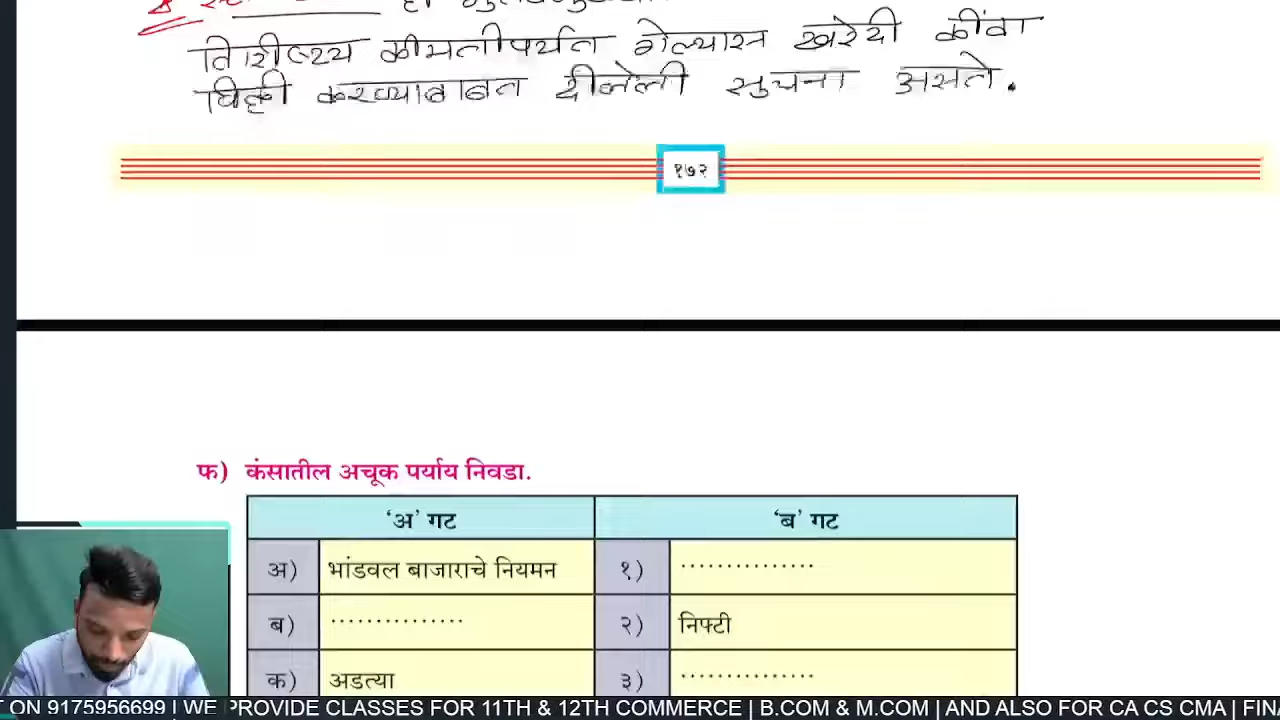 विशीष्ट्य कीमतीपर्यंत गेल्यास खरेदी कींवा
विक्री करण्याबाबत दीलेली सुचना असते.
१७२
फ) कंसातील अचूक पर्याय निवडा.
‘अ’ गट ‘ब’ गट
अ) भांडवल बाजाराचे नियमन १) ...............
ब) ............... २) निफ्टी
क) अडत्या ३) ...............
T ON 9175956699 | WE PROVIDE CLASSES FOR 11TH & 12TH COMMERCE | B.COM & M.COM | AND ALSO FOR CA CS CMA | FINA